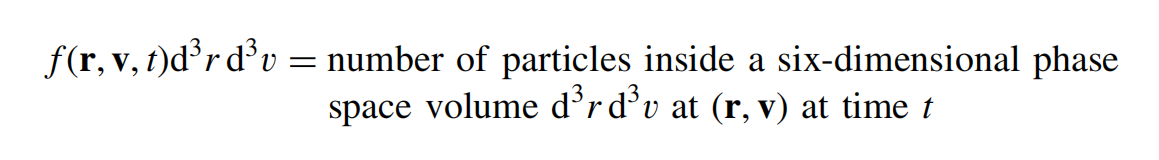 f(r, v, t)d³r d³v = number of particles inside a six-dimensional phase
space volume d³r d³v at (r, v) at time t